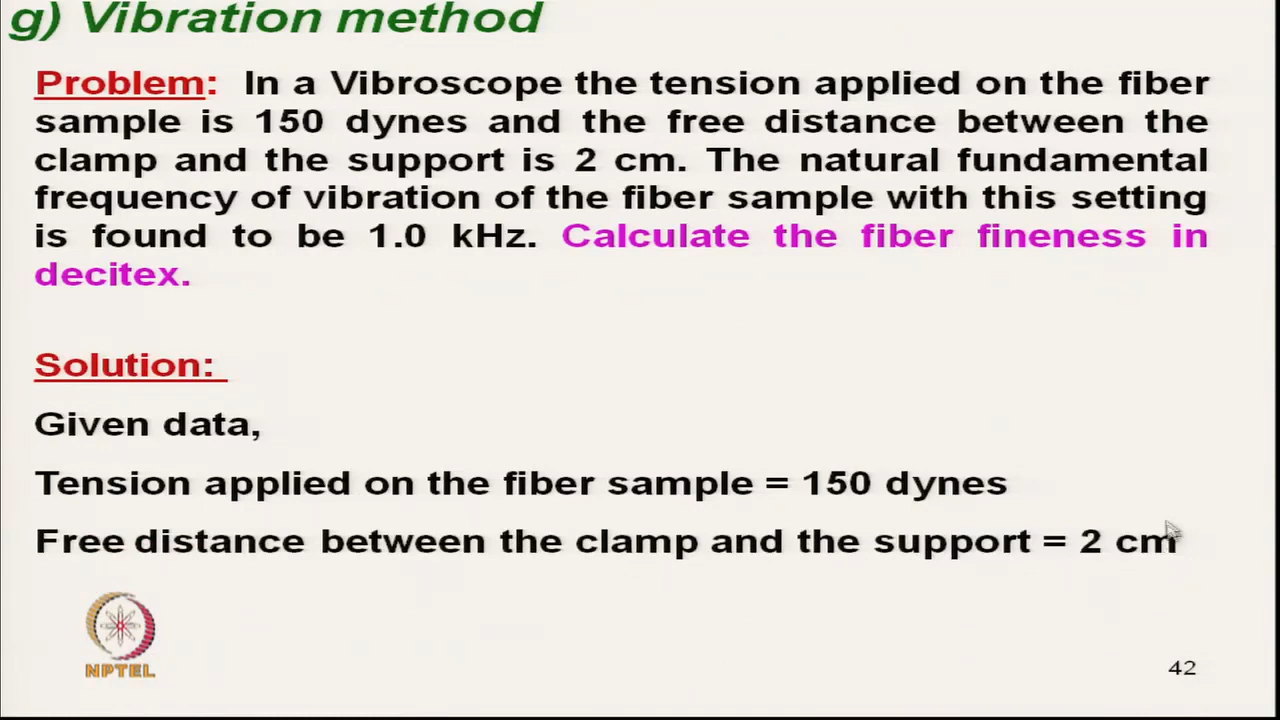 g) Vibration method
Problem: In a Vibroscope the tension applied on the fiber
sample is 150 dynes and the free distance between the
clamp and the support is 2 cm. The natural fundamental
frequency of vibration of the fiber sample with this setting
is found to be 1.0 kHz. Calculate the fiber fineness in
decitex.
Solution:
Given data,
Tension applied on the fiber sample = 150 dynes
Free distance between the clamp and the support = 2 cm
NPTEL
42